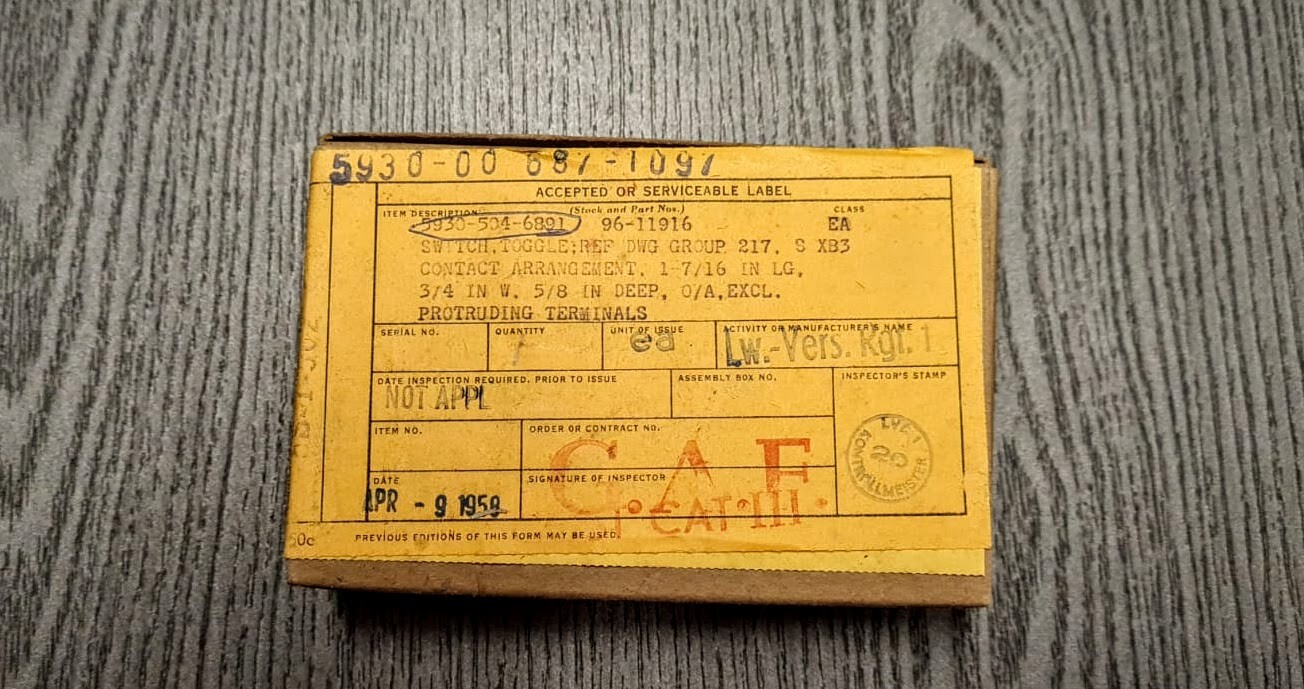 5930-00 687-1097
ACCEPTED OR SERVICEABLE LABEL
ITEM DESCRIPTION (Stock and Part Nos.) CLASS
5930-504-6891 96-11916 EA
SWITCH,TOGGLE;REF DWG GROUP 217, S XB3
CONTACT ARRANGEMENT, 1-7/16 IN LG,
3/4 IN W, 5/8 IN DEEP, O/A,EXCL.
PROTRUDING TERMINALS
SERIAL NO. QUANTITY UNIT OF ISSUE ACTIVITY OR MANUFACTURER'S NAME
ea Lw.-Vers. Rgt. 1
DATE INSPECTION REQUIRED, PRIOR TO ISSUE ASSEMBLY BOX NO. INSPECTOR'S STAMP
NOT APPL
ITEM NO. ORDER OR CONTRACT NO.
G A F
DATE SIGNATURE OF INSPECTOR
APR - 9 1959
CAT·III·
LVR 1
20
KONTROLLMEISTER
PREVIOUS EDITIONS OF THIS FORM MAY BE USED.